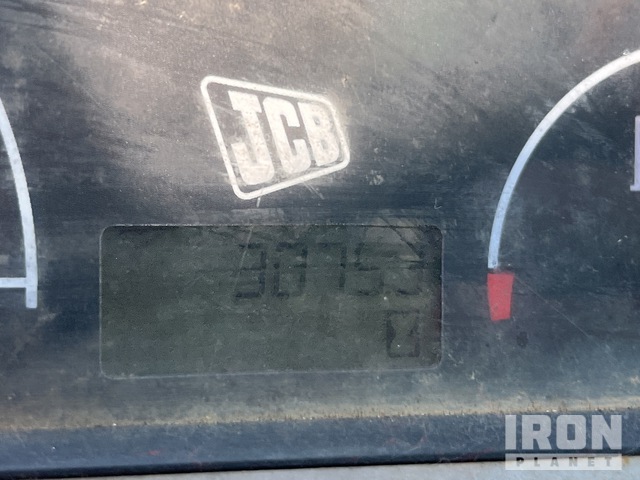 JCB
30753
IRON
PLANET